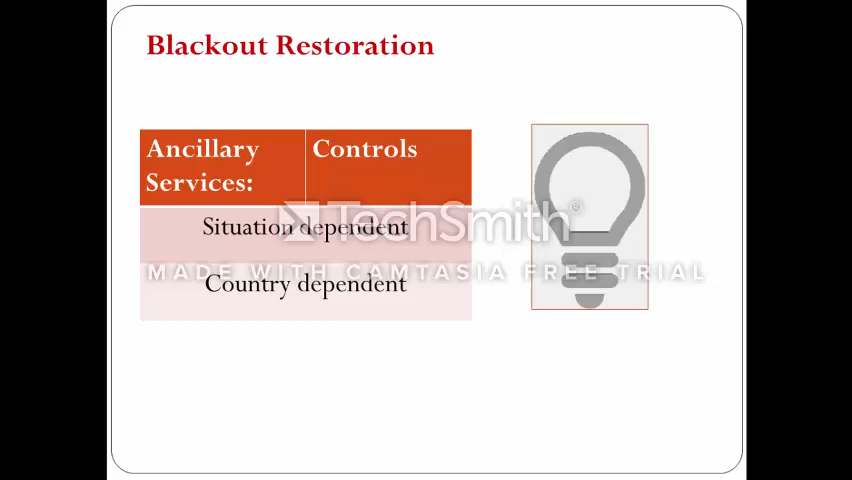 Blackout Restoration
Ancillary
Services:
Controls
Situation dependent
TechSmith®
MADE WITH CAMTASIA FREE TRIAL
Country dependent